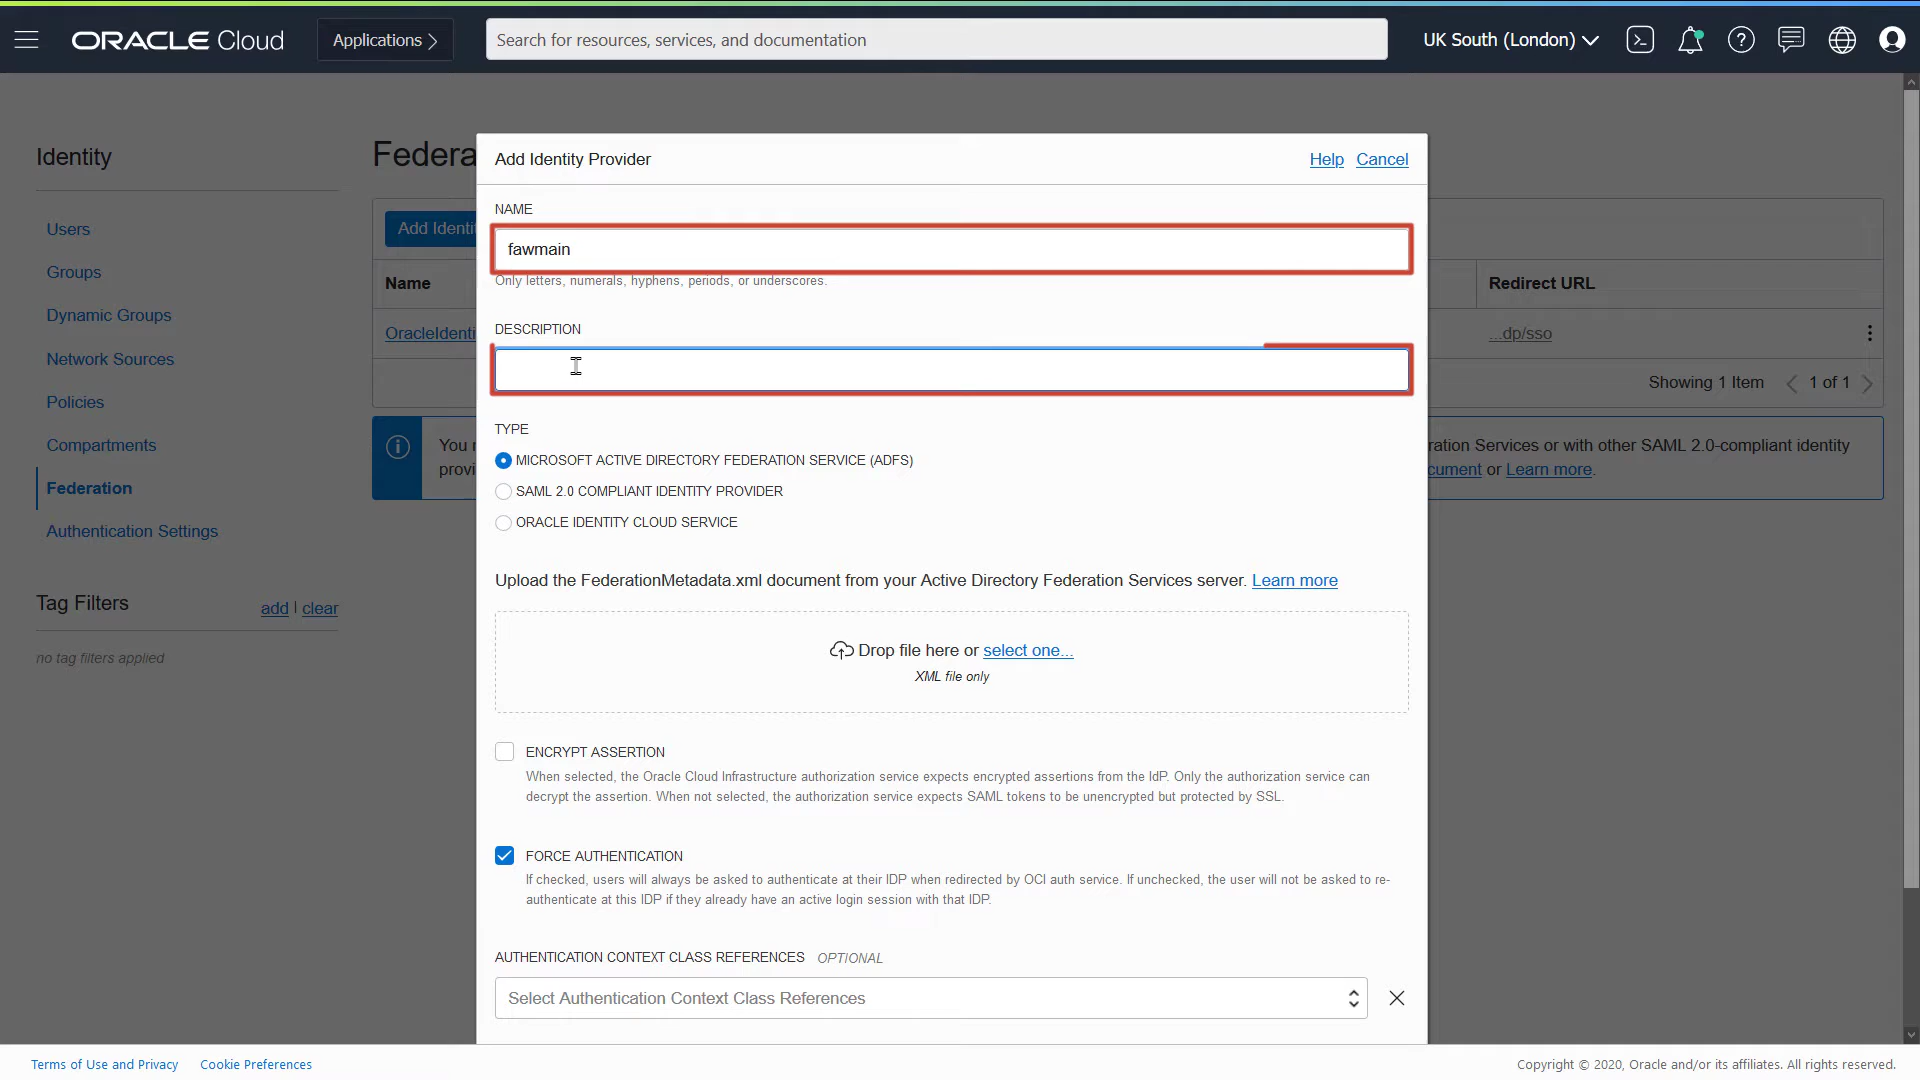 ORACLE Cloud
Applications
Search for resources, services, and documentation
UK South (London)
Identity
Users
Groups
Dynamic Groups
Network Sources
Policies
Compartments
Federation
Authentication Settings
Tag Filters
add | clear
no tag filters applied
Federa
Add Identi
Name
Redirect URL
OracleIdenti
...dp/sso
Showing 1 Item
1 of 1
You
provi
ration Services or with other SAML 2.0-compliant identity
cument or Learn more.
Add Identity Provider
Help
Cancel
NAME
fawmain
Only letters, numerals, hyphens, periods, or underscores.
DESCRIPTION
TYPE
MICROSOFT ACTIVE DIRECTORY FEDERATION SERVICE (ADFS)
SAML 2.0 COMPLIANT IDENTITY PROVIDER
ORACLE IDENTITY CLOUD SERVICE
Upload the FederationMetadata.xml document from your Active Directory Federation Services server. Learn more
Drop file here or select one...
XML file only
ENCRYPT ASSERTION
When selected, the Oracle Cloud Infrastructure authorization service expects encrypted assertions from the IdP. Only the authorization service can
decrypt the assertion. When not selected, the authorization service expects SAML tokens to be unencrypted but protected by SSL.
FORCE AUTHENTICATION
If checked, users will always be asked to authenticate at their IDP when redirected by OCI auth service. If unchecked, the user will not be asked to re-
authenticate at this IDP if they already have an active login session with that IDP.
AUTHENTICATION CONTEXT CLASS REFERENCES OPTIONAL
Select Authentication Context Class References
Terms of Use and Privacy
Cookie Preferences
Copyright © 2020, Oracle and/or its affiliates. All rights reserved.